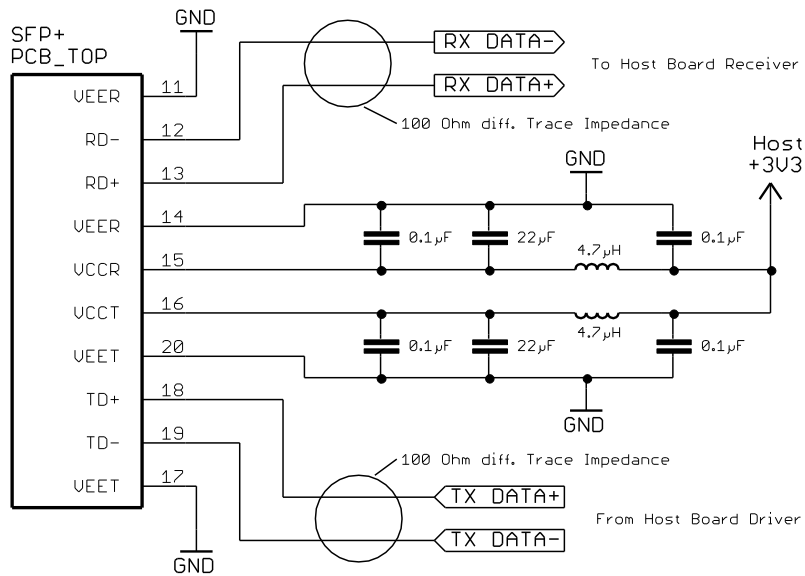 GND
SFP+
PCB_TOP
RX DATA-
To Host Board Receiver
VEER 11
RX DATA+
100 Ohm diff. Trace Impedance
RD- 12
Host
+3V3
GND
RD+ 13
VEER 14
0.1µF 22µF 4.7µH 0.1µF
VCCR 15
VCCT 16
0.1µF 22µF 4.7µH 0.1µF
VEET 20
TD+ 18
GND
TD- 19
100 Ohm diff. Trace Impedance
VEET 17
TX DATA+
From Host Board Driver
TX DATA-
GND